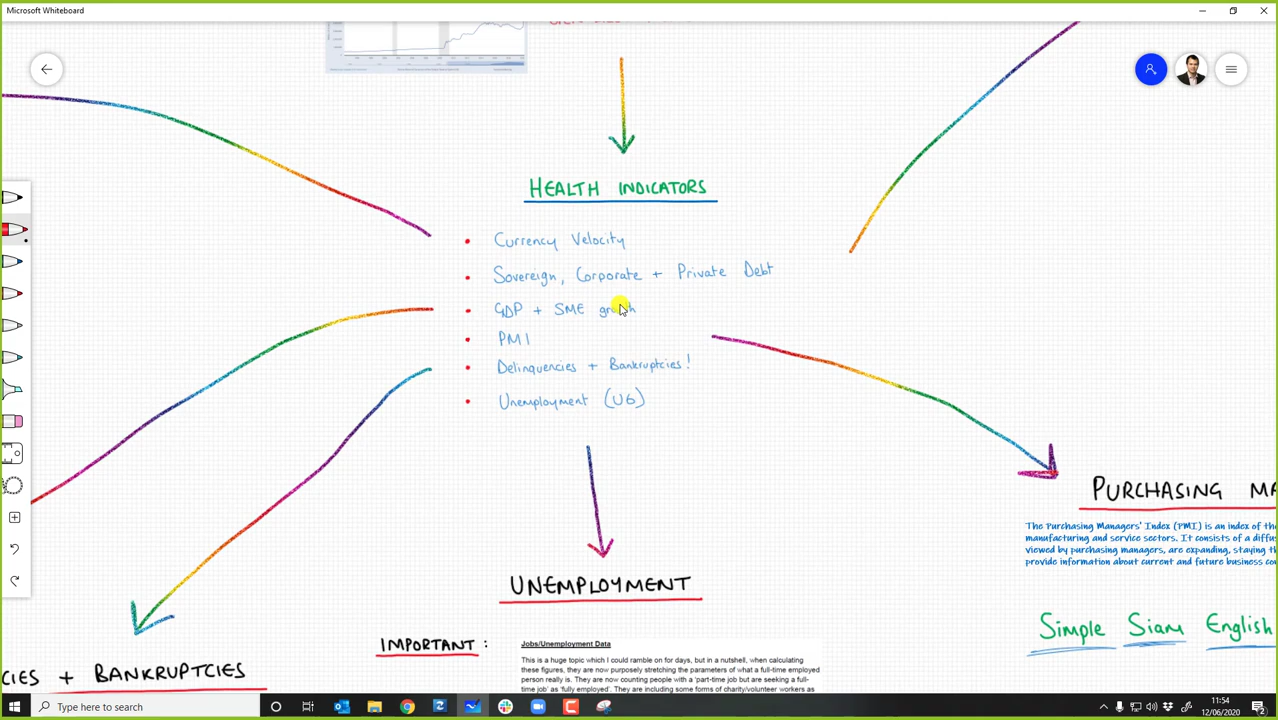 Microsoft Whiteboard
HEALTH INDICATORS
• Currency Velocity
• Sovereign, Corporate + Private Debt
• GDP + SME growth
• PMI
• Delinquencies + Bankruptcies!
• Unemployment (U6)
PURCHASING MA
The Purchasing Managers' Index (PMI) is an index of the
manufacturing and service sectors. It consists of a diffus
viewed by purchasing managers, are expanding, staying th
provide information about current and future business con
UNEMPLOYMENT
Simple Siam English
IMPORTANT :
Jobs/Unemployment Data
This is a huge topic which I could ramble on for days, but in a nutshell, when calculating
these figures, they are now purposely stretching the parameters of what a full-time employed
person really is. They are now counting people with a 'part-time job but are seeking a full-
time job' as 'fully employed'. They are including some forms of charity/volunteer workers as
CIES + BANKRUPTCIES
Type here to search
11:54
12/06/2020